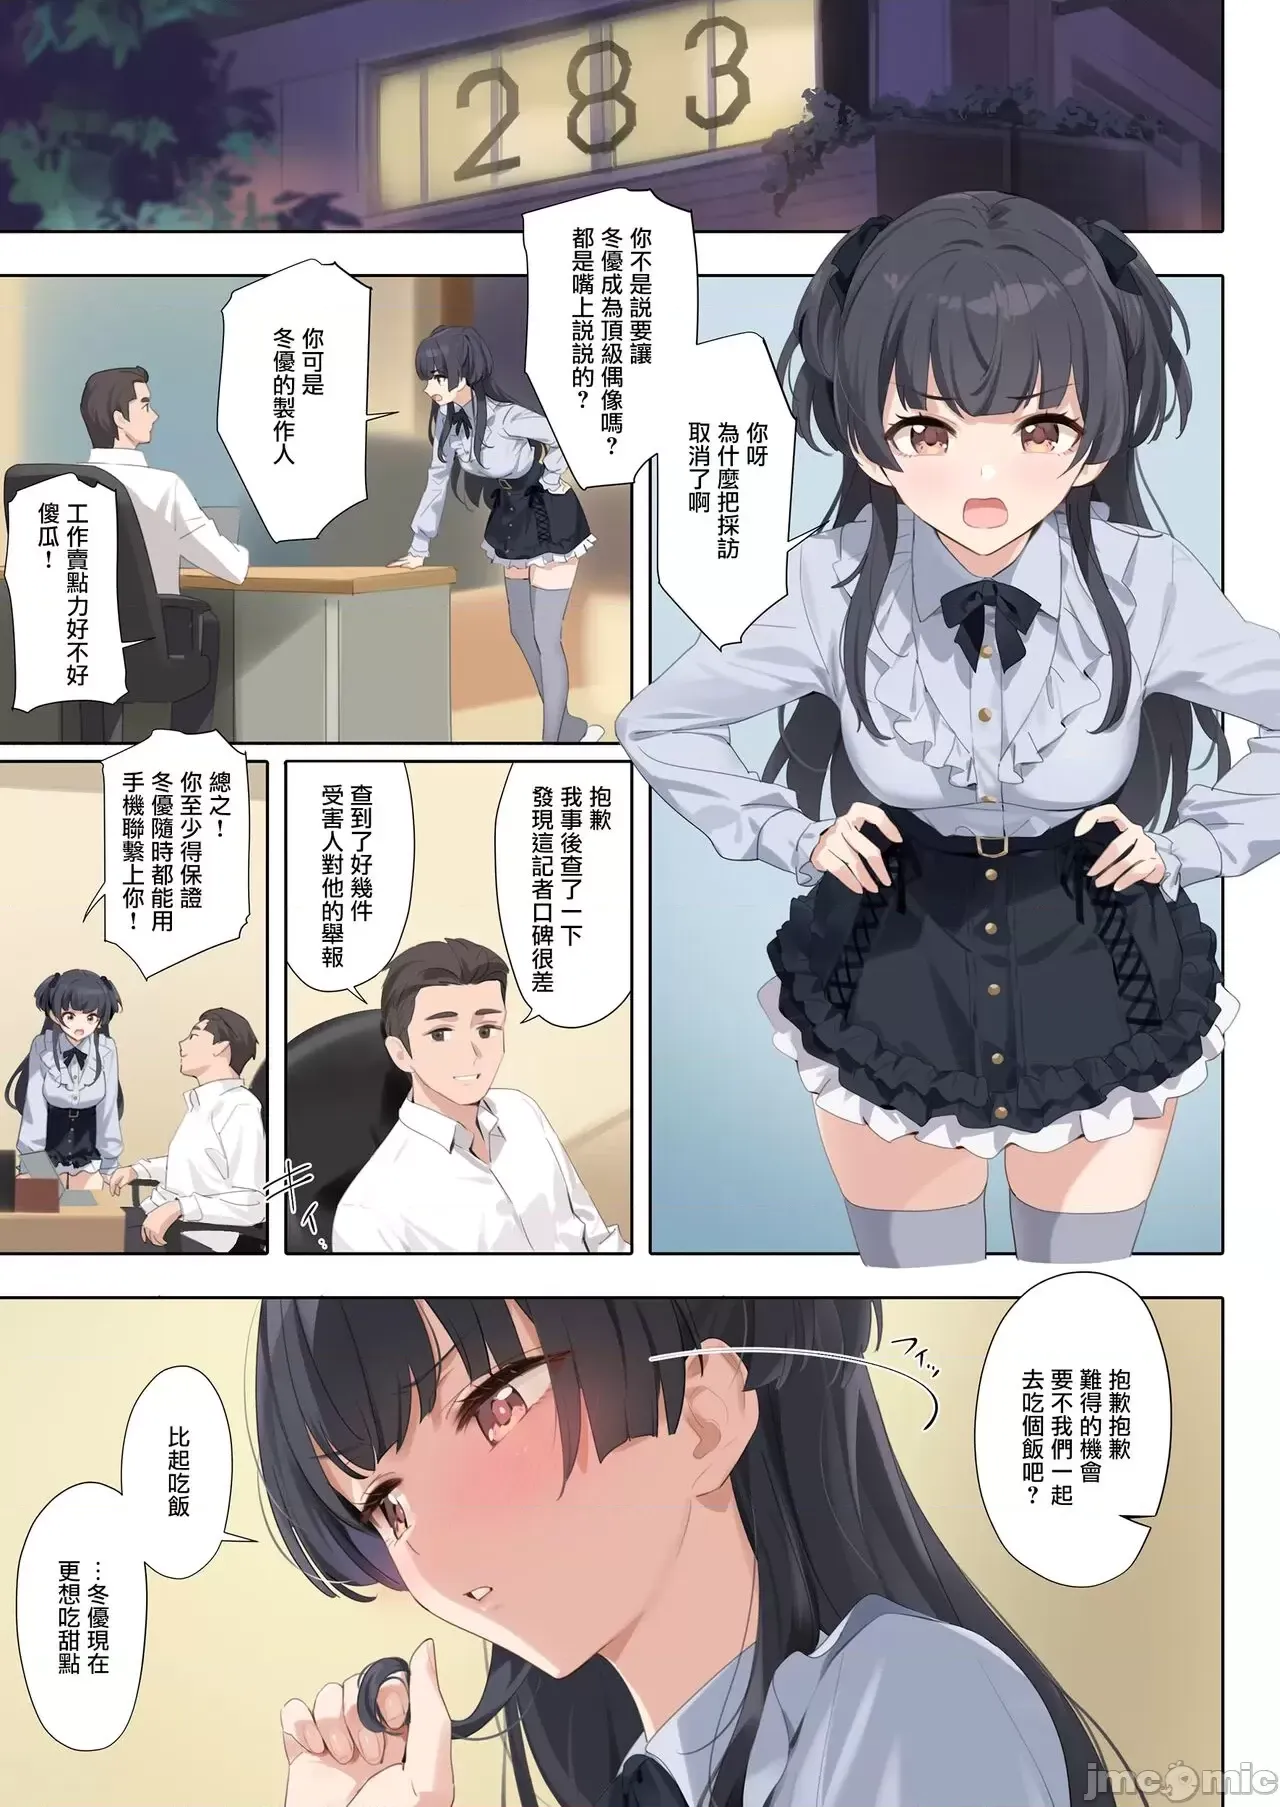 283
你呀
為什麼把採訪
取消了啊
你不是說要讓
冬優成為頂級偶像嗎?
都是嘴上說說的?
你可是
冬優的製作人
工作賣點力好不好
傻瓜!
抱歉
我事後查了一下
發現這記者口碑很差
查到了好幾件
受害人對他的舉報
キィ…
總之!
你至少得保證
冬優隨時都能用
手機聯繫上你!
抱歉抱歉
難得的機會
要不我們一起
去吃個飯吧?
フイッ
比起吃飯
…冬優現在
更想吃甜點
jmcomic